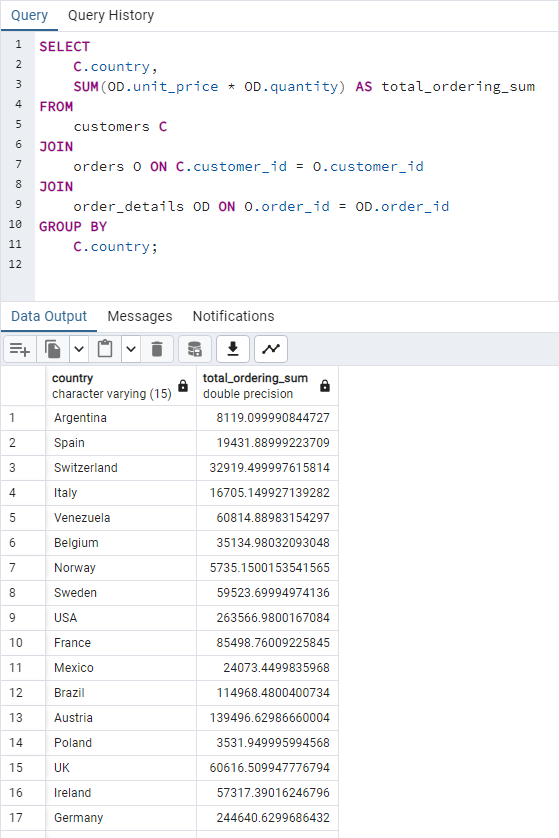 Query Query History
1 SELECT
2 C.country,
3 SUM(OD.unit_price * OD.quantity) AS total_ordering_sum
4 FROM
5 customers C
6 JOIN
7 orders O ON C.customer_id = O.customer_id
8 JOIN
9 order_details OD ON O.order_id = OD.order_id
10 GROUP BY
11 C.country;
12
Data Output Messages Notifications
country total_ordering_sum
character varying (15) double precision
1 Argentina 8119.099990844727
2 Spain 19431.88999223709
3 Switzerland 32919.499997615814
4 Italy 16705.149927139282
5 Venezuela 60814.88983154297
6 Belgium 35134.98032093048
7 Norway 5735.1500153541565
8 Sweden 59523.69994974136
9 USA 263566.9800167084
10 France 85498.76009225845
11 Mexico 24073.4499835968
12 Brazil 114968.4800400734
13 Austria 139496.62986660004
14 Poland 3531.949995994568
15 UK 60616.509947776794
16 Ireland 57317.39016246796
17 Germany 244640.6299686432